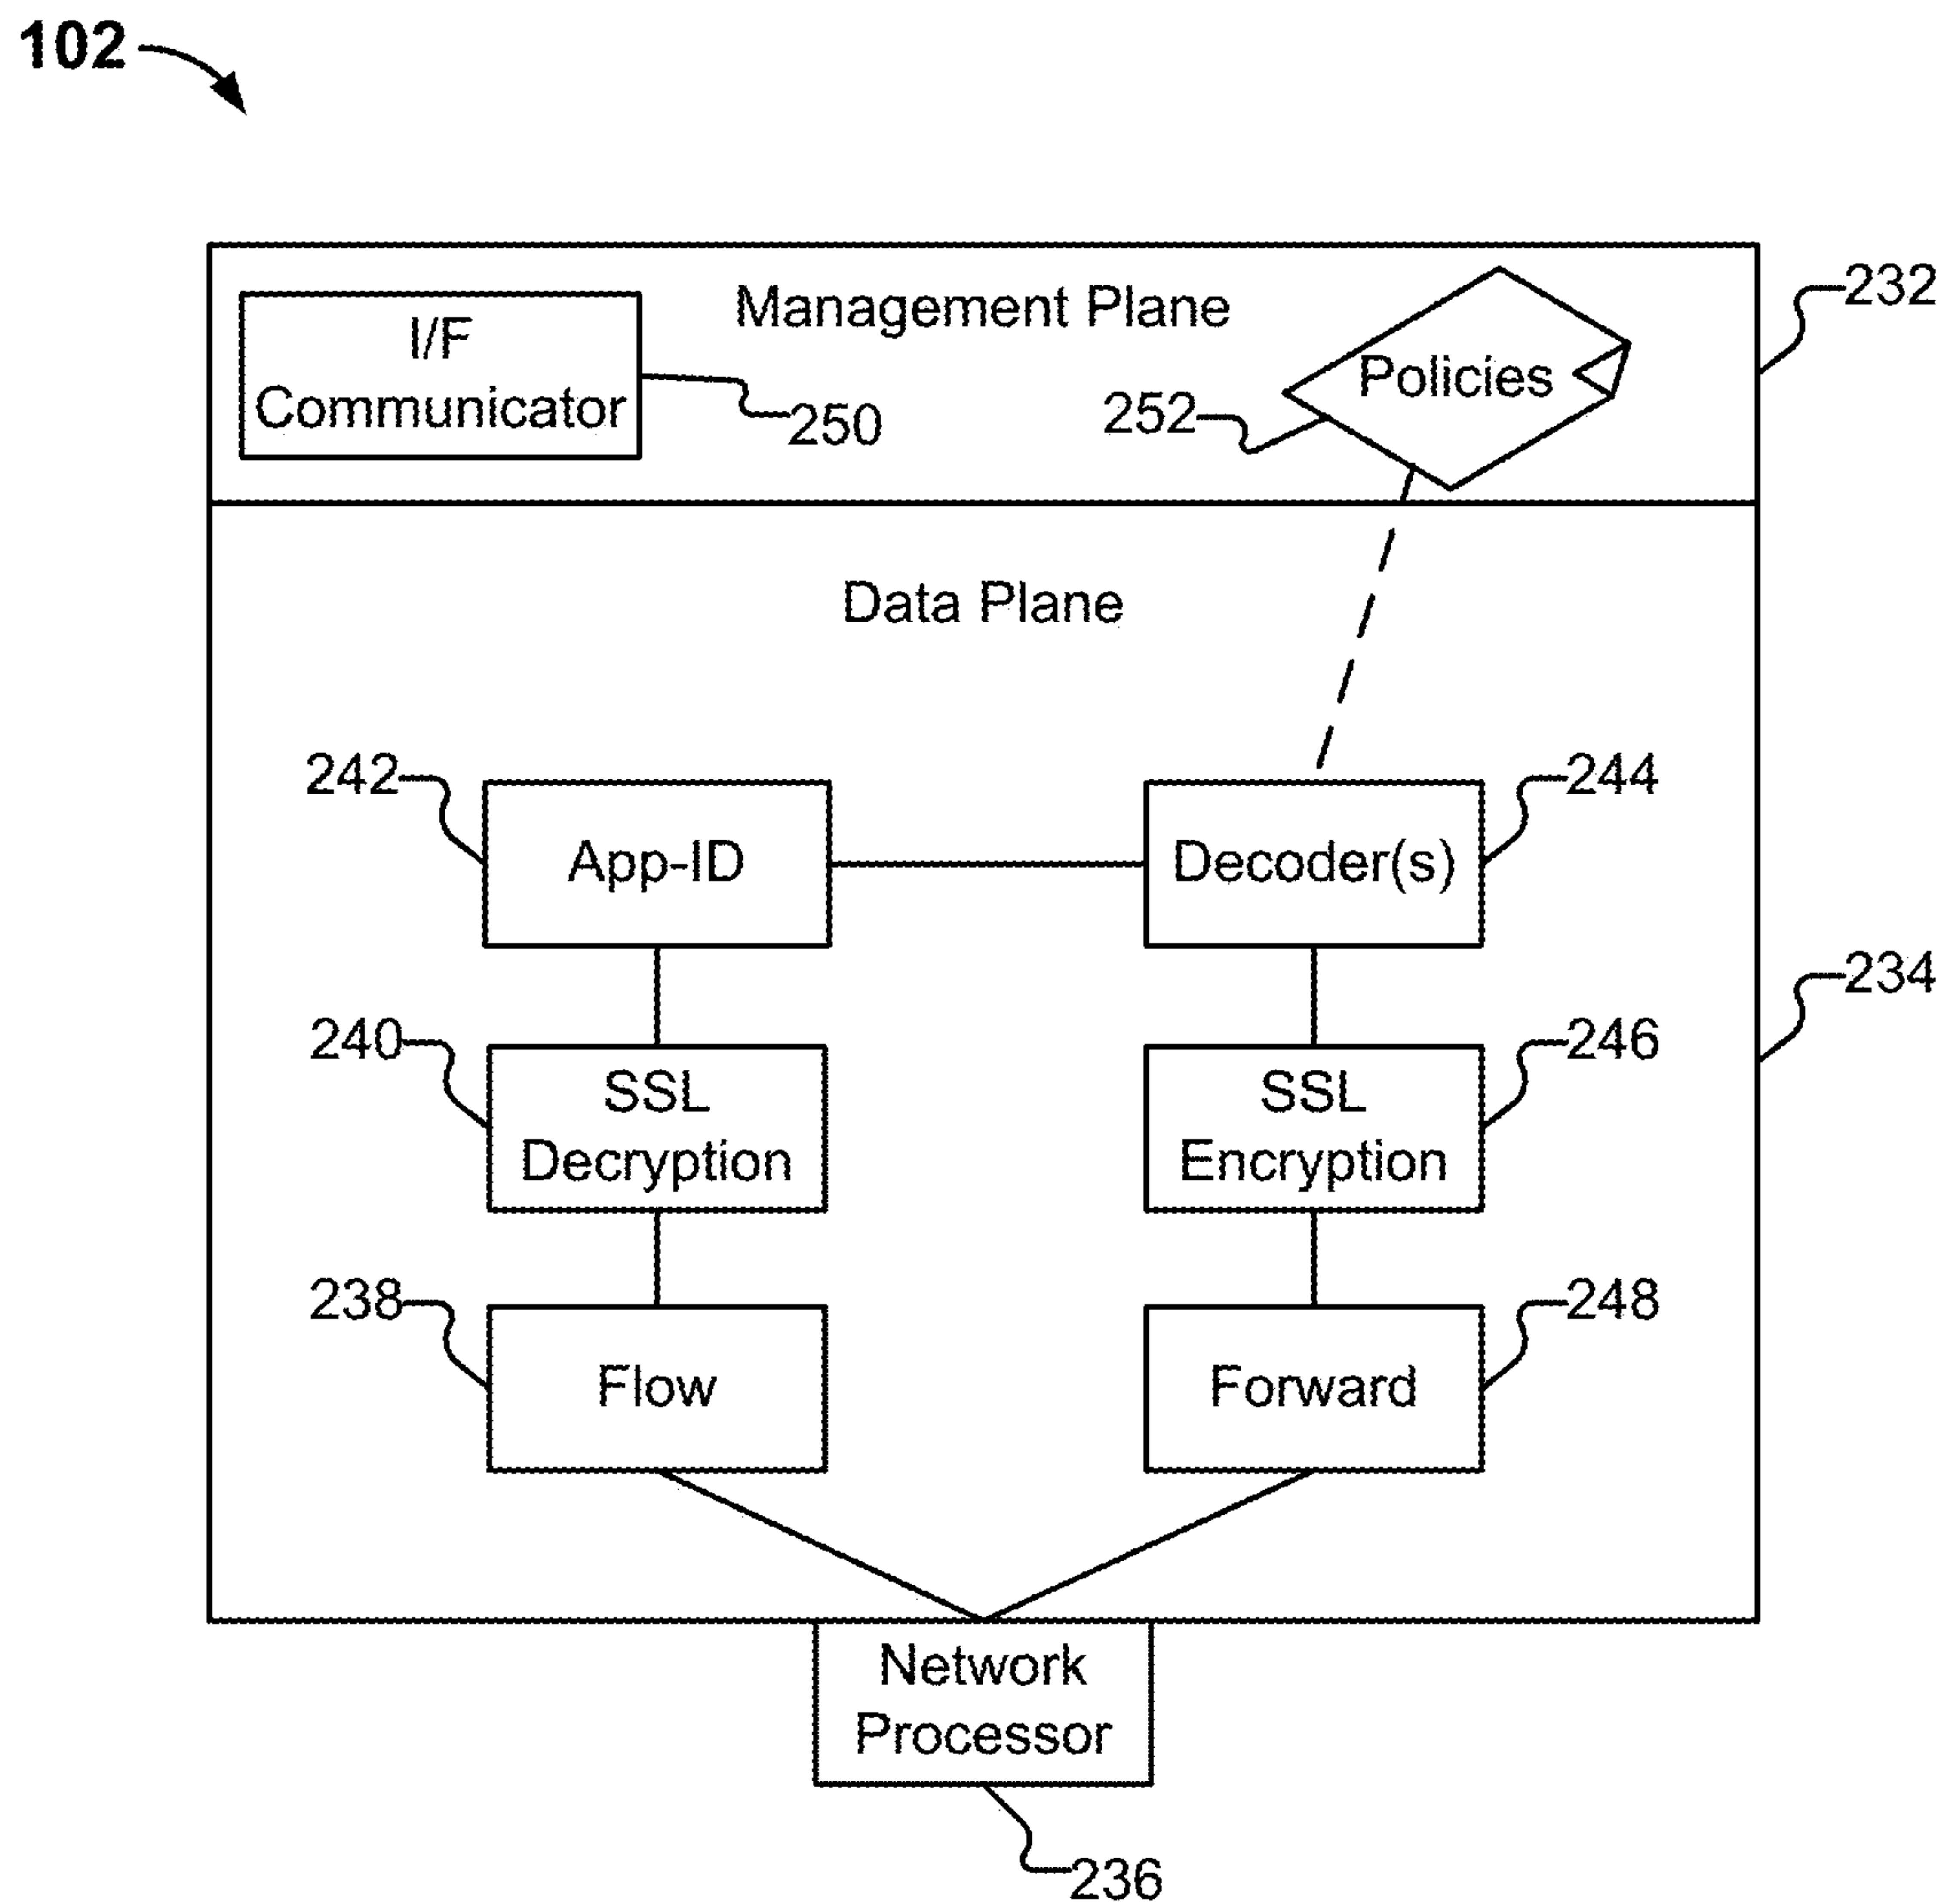 102
232
Management Plane
I/F
Communicator
250
Policies
252
Data Plane
242
App-ID
Decoder(s)
244
234
240
SSL
Decryption
SSL
Encryption
246
238
Flow
Forward
248
Network
Processor
236